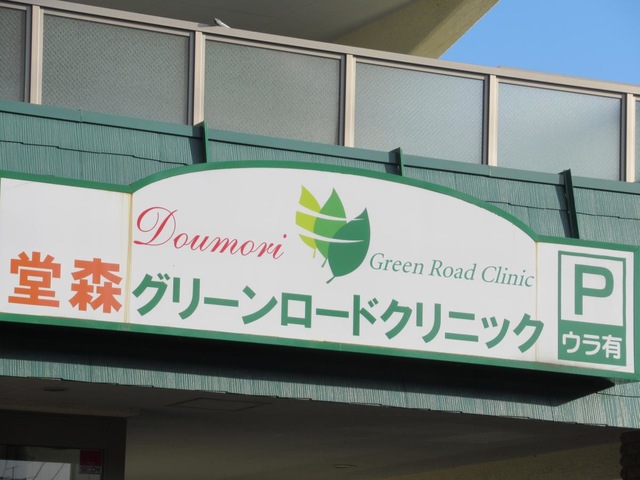 Doumori
Green Road Clinic
堂森グリーンロードクリニック
P
ウラ有